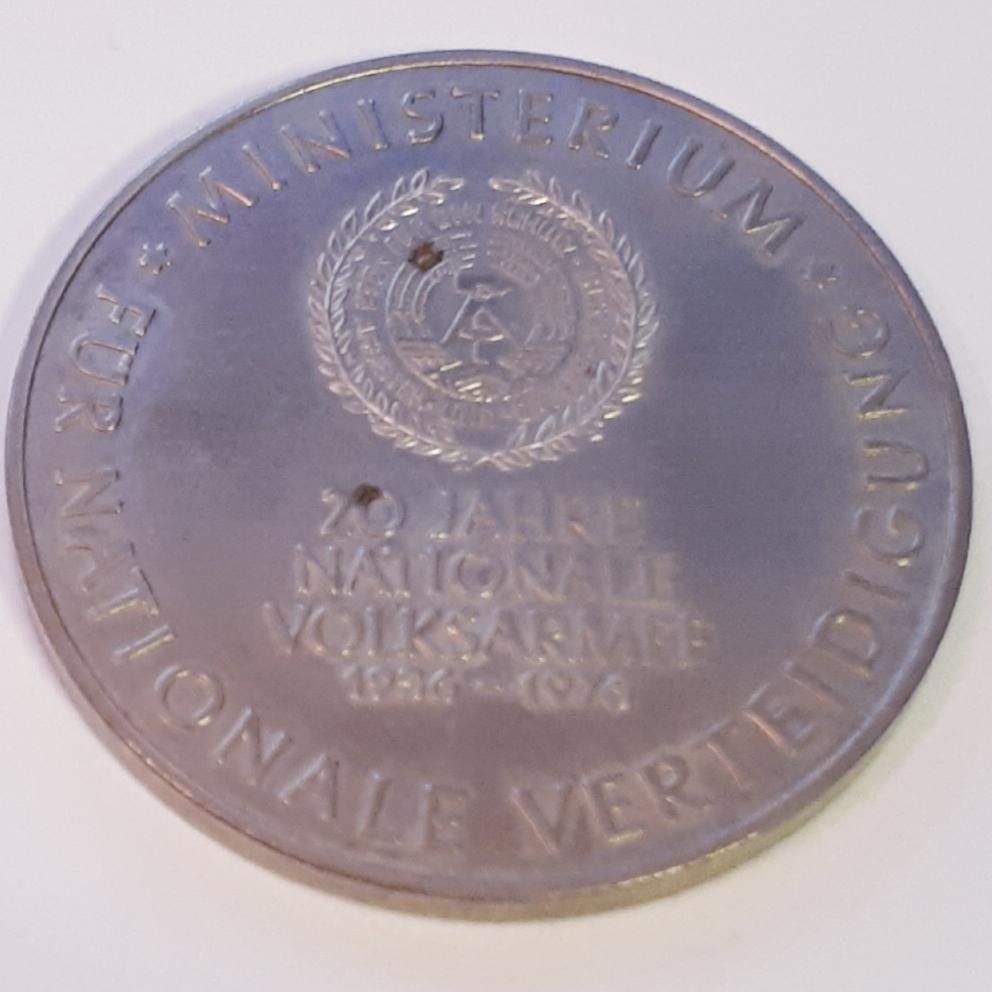 MINISTERIUM
FÜR NATIONALE VERTEIDIGUNG
20 JAHRE
NATIONALE
VOLKSARMEE
1956-1976